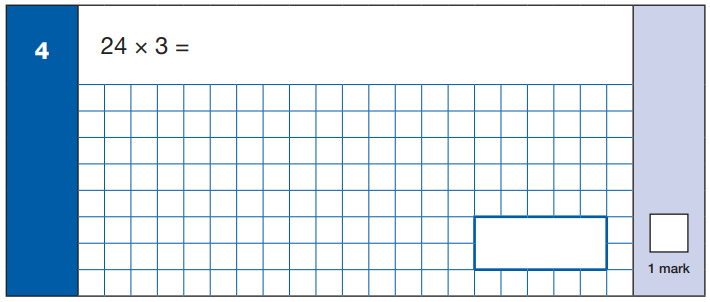 4
24 × 3 =
1 mark